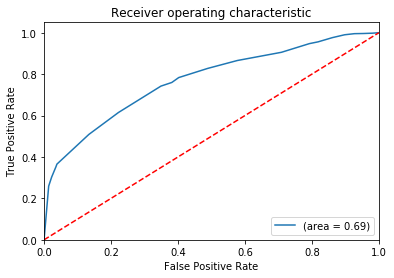 Receiver operating characteristic
True Positive Rate
1.0
0.8
0.6
0.4
0.2
0.0
(area = 0.69)
0.0 0.2 0.4 0.6 0.8 1.0
False Positive Rate